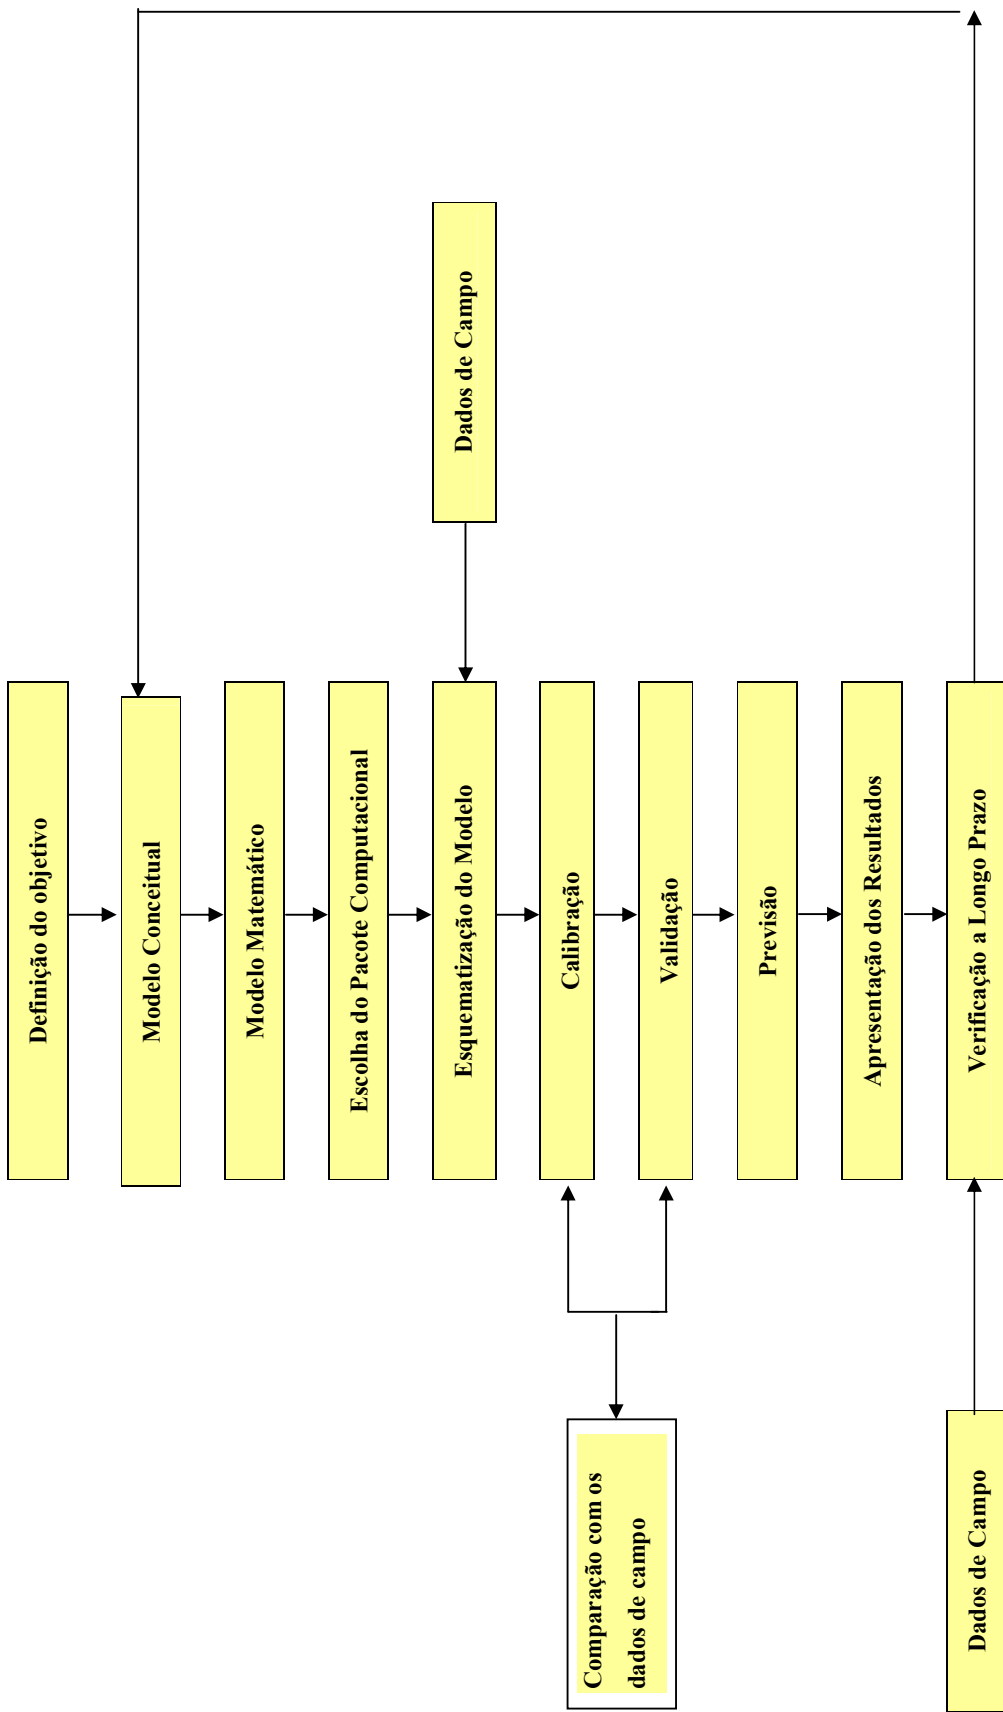 Definição do objetivo
Modelo Conceitual
Modelo Matemático
Escolha do Pacote Computacional
Dados de Campo
Esquematização do Modelo
Calibração
Comparação com os
dados de campo
Validação
Previsão
Apresentação dos Resultados
Verificação a Longo Prazo
Dados de Campo